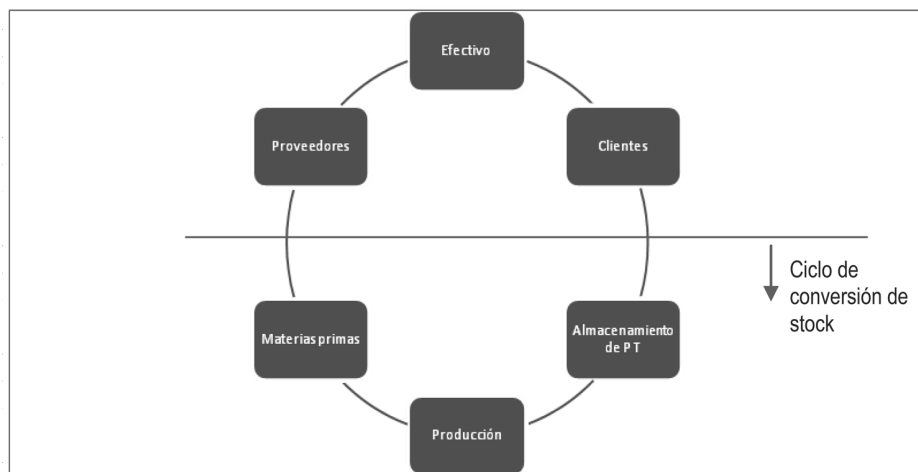 Efectivo
Proveedores
Clientes
Ciclo de
conversión de
stock
Materias primas
Almacenamiento
de PT
Producción